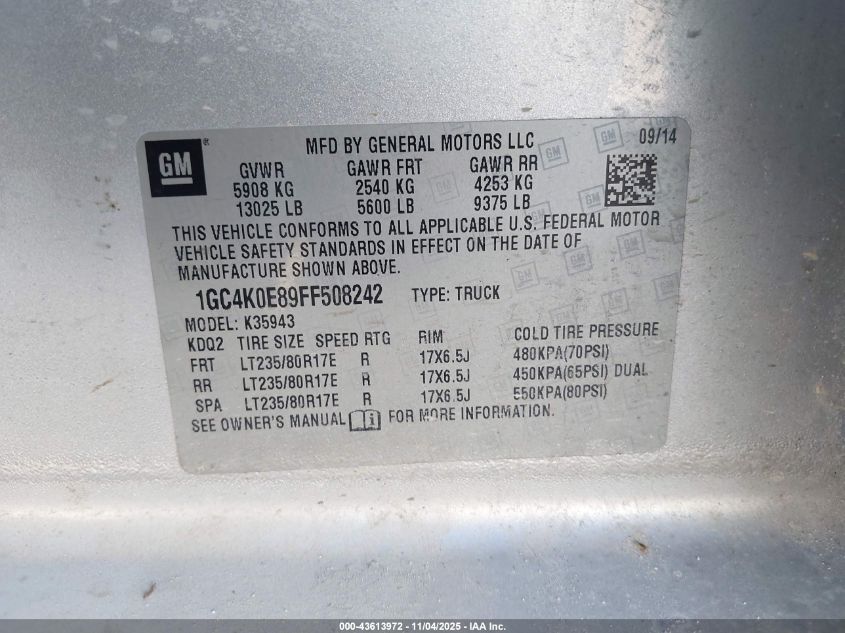 MFD BY GENERAL MOTORS LLC 09/14
GM®
GVWR GAWR FRT GAWR RR
5908 KG 2540 KG 4253 KG
13025 LB 5600 LB 9375 LB
THIS VEHICLE CONFORMS TO ALL APPLICABLE U.S. FEDERAL MOTOR
VEHICLE SAFETY STANDARDS IN EFFECT ON THE DATE OF
MANUFACTURE SHOWN ABOVE.
1GC4K0E89FF508242 TYPE: TRUCK
MODEL: K35943
KDQ2 TIRE SIZE SPEED RTG RIM COLD TIRE PRESSURE
FRT LT235/80R17E R 17X6.5J 480KPA(70PSI)
RR LT235/80R17E R 17X6.5J 450KPA(65PSI) DUAL
SPA LT235/80R17E R 17X6.5J 550KPA(80PSI)
SEE OWNER'S MANUAL i FOR MORE INFORMATION.
000-43613972 - 11/04/2025 - IAA Inc.